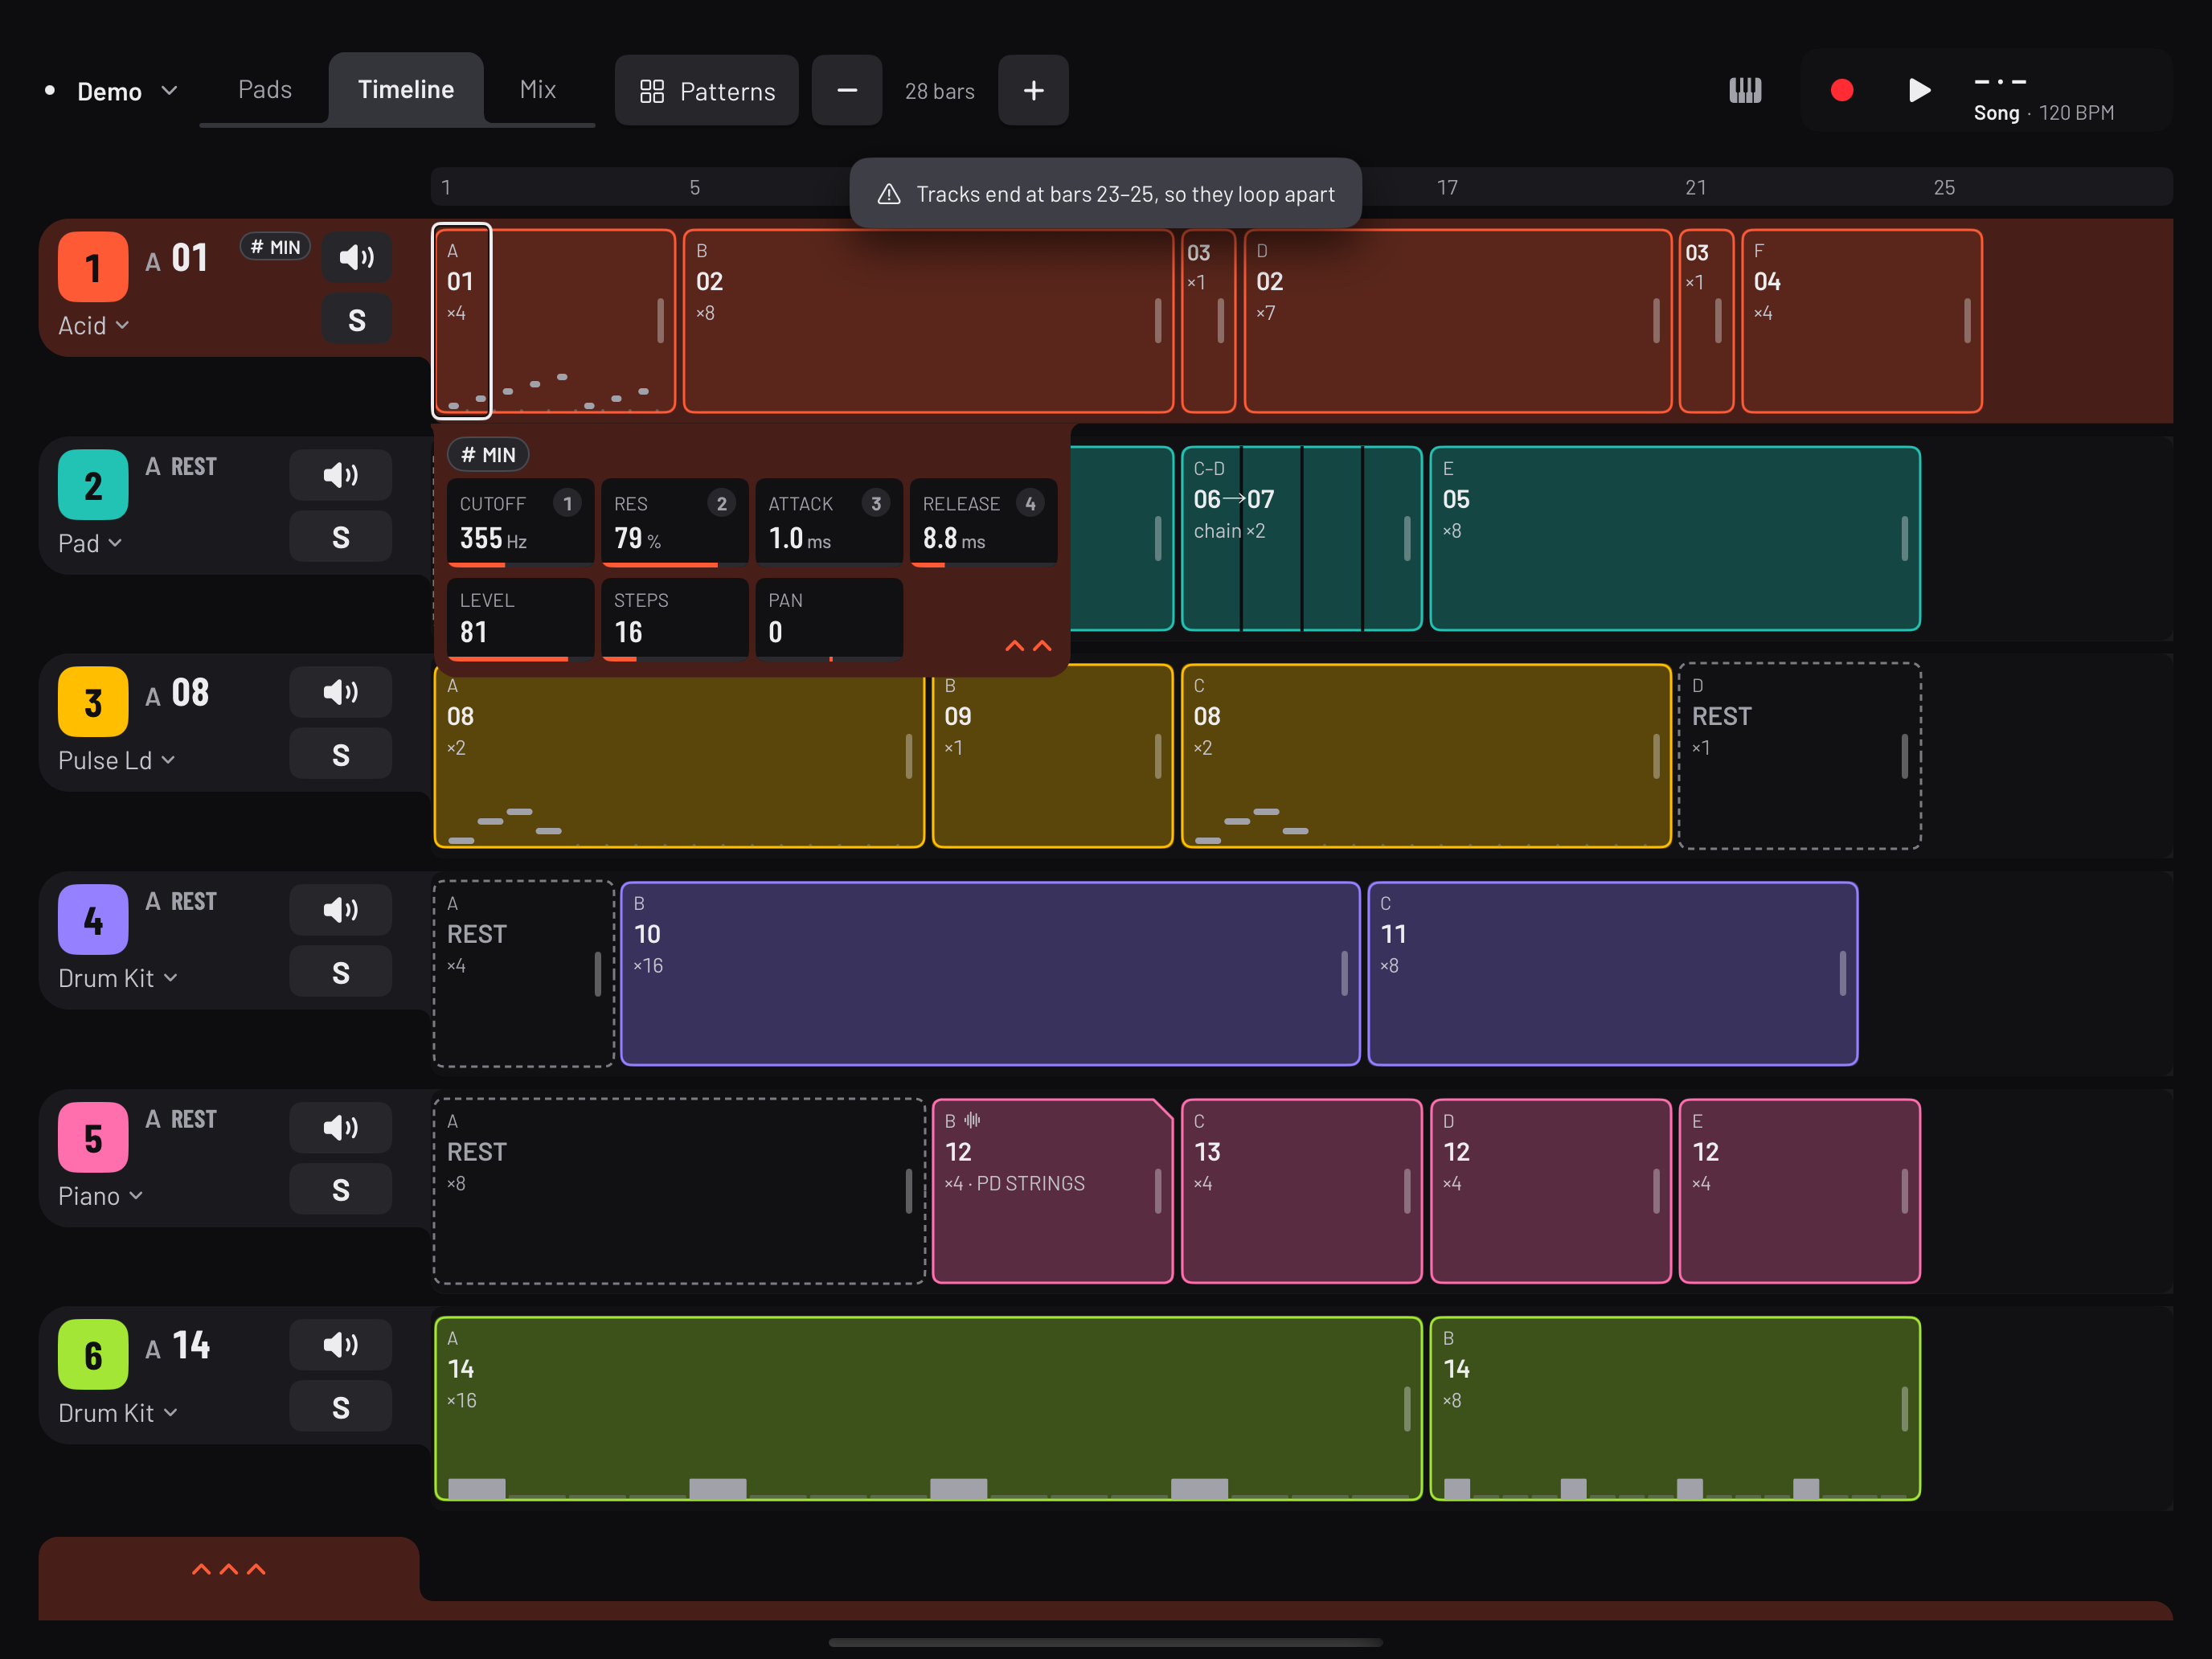 Demo
Pads
Timeline
Mix
Patterns
28 bars
Song · 120 BPM
1
5
17
21
25
Tracks end at bars 23–25, so they loop apart
1
A 01
# MIN
Acid
S
A
01
×4
B
02
×8
03
×1
D
02
×7
03
×1
F
04
×4
2
A REST
Pad
S
# MIN
CUTOFF 1
355 Hz
RES 2
79 %
ATTACK 3
1.0 ms
RELEASE 4
8.8 ms
LEVEL
81
STEPS
16
PAN
0
C–D
06→07
chain ×2
E
05
×8
3
A 08
Pulse Ld
S
A
08
×2
B
09
×1
C
08
×2
D
REST
×1
4
A REST
Drum Kit
S
A
REST
×4
B
10
×16
C
11
×8
5
A REST
Piano
S
A
REST
×8
B
12
×4 · PD STRINGS
C
13
×4
D
12
×4
E
12
×4
6
A 14
Drum Kit
S
A
14
×16
B
14
×8